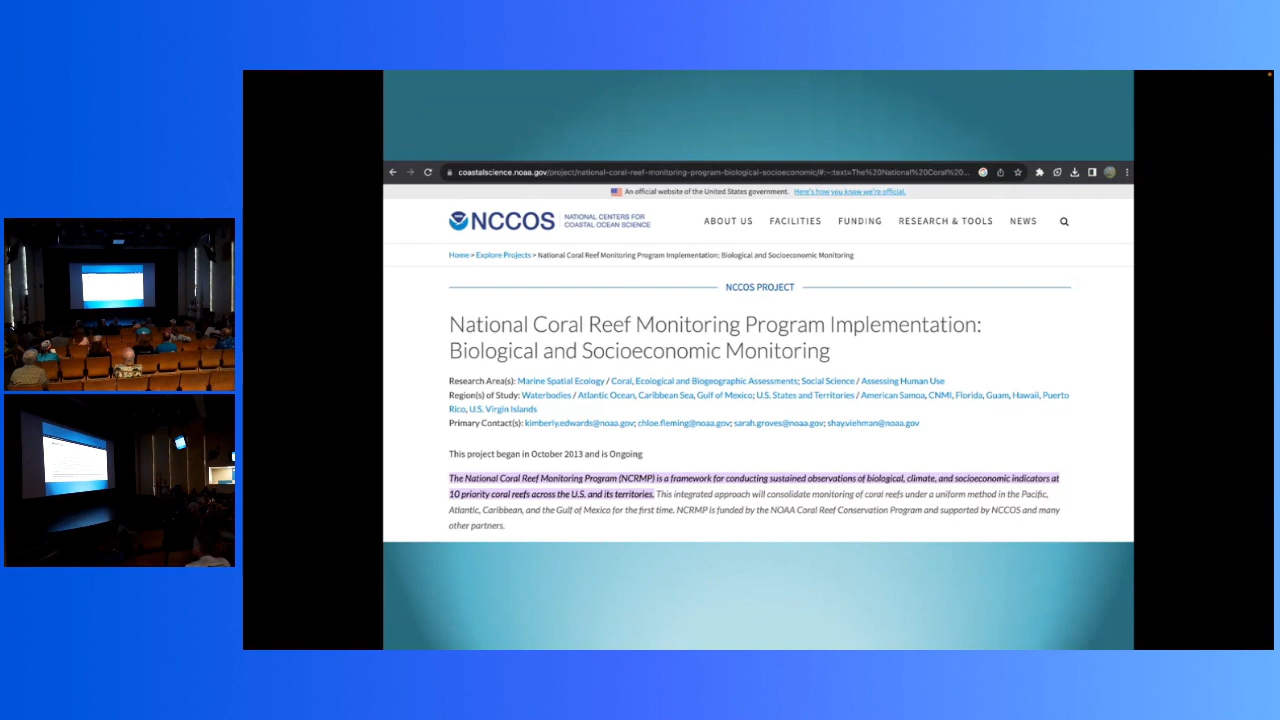 coastalscience.noaa.gov/project/national-coral-reef-monitoring-program-biological-socioeconomic/#:~:text=The%20National%20Coral%20...
An official website of the United States government. Here's how you know we're official.
NCCOS NATIONAL CENTERS FOR
COASTAL OCEAN SCIENCE
ABOUT US FACILITIES FUNDING RESEARCH & TOOLS NEWS
Home > Explore Projects > National Coral Reef Monitoring Program Implementation: Biological and Socioeconomic Monitoring
NCCOS PROJECT
National Coral Reef Monitoring Program Implementation:
Biological and Socioeconomic Monitoring
Research Area(s): Marine Spatial Ecology / Coral, Ecological and Biogeographic Assessments; Social Science / Assessing Human Use
Region(s) of Study: Waterbodies / Atlantic Ocean, Caribbean Sea, Gulf of Mexico; U.S. States and Territories / American Samoa, CNMI, Florida, Guam, Hawaii, Puerto
Rico, U.S. Virgin Islands
Primary Contact(s): kimberly.edwards@noaa.gov; chloe.fleming@noaa.gov; sarah.groves@noaa.gov; shay.viehman@noaa.gov
This project began in October 2013 and is Ongoing
The National Coral Reef Monitoring Program (NCRMP) is a framework for conducting sustained observations of biological, climate, and socioeconomic indicators at
10 priority coral reefs across the U.S. and its territories. This integrated approach will consolidate monitoring of coral reefs under a uniform method in the Pacific,
Atlantic, Caribbean, and the Gulf of Mexico for the first time. NCRMP is funded by the NOAA Coral Reef Conservation Program and supported by NCCOS and many
other partners.